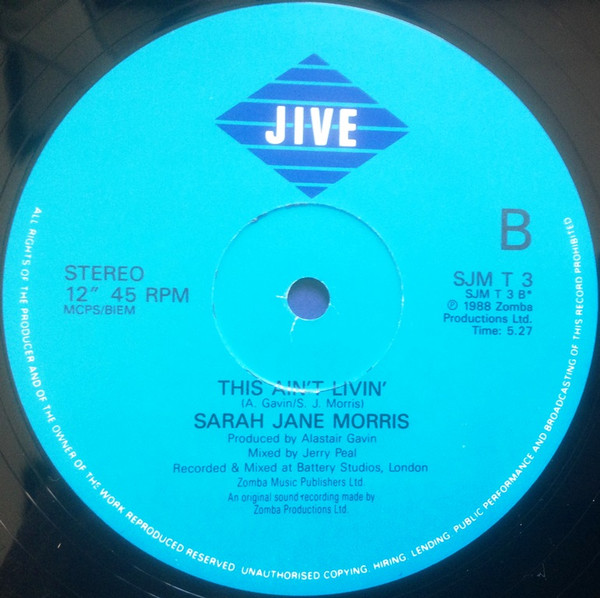 JIVE
B
STEREO
12" 45 RPM
MCPS/BIEM
SJM T 3
SJM T 3 B*
℗ 1988 Zomba
Productions Ltd.
Time: 5.27
THIS AIN'T LIVIN'
(A. Gavin/S. J. Morris)
SARAH JANE MORRIS
Produced by Alastair Gavin
Mixed by Jerry Peal
Recorded & Mixed at Battery Studios, London
Zomba Music Publishers Ltd.
An original sound recording made by
Zomba Productions Ltd.
ALL RIGHTS OF THE PRODUCER AND OF THE OWNER OF THE WORK REPRODUCED RESERVED. UNAUTHORISED COPYING. HIRING. LENDING. PUBLIC PERFORMANCE AND BROADCASTING OF THIS RECORD PROHIBITED